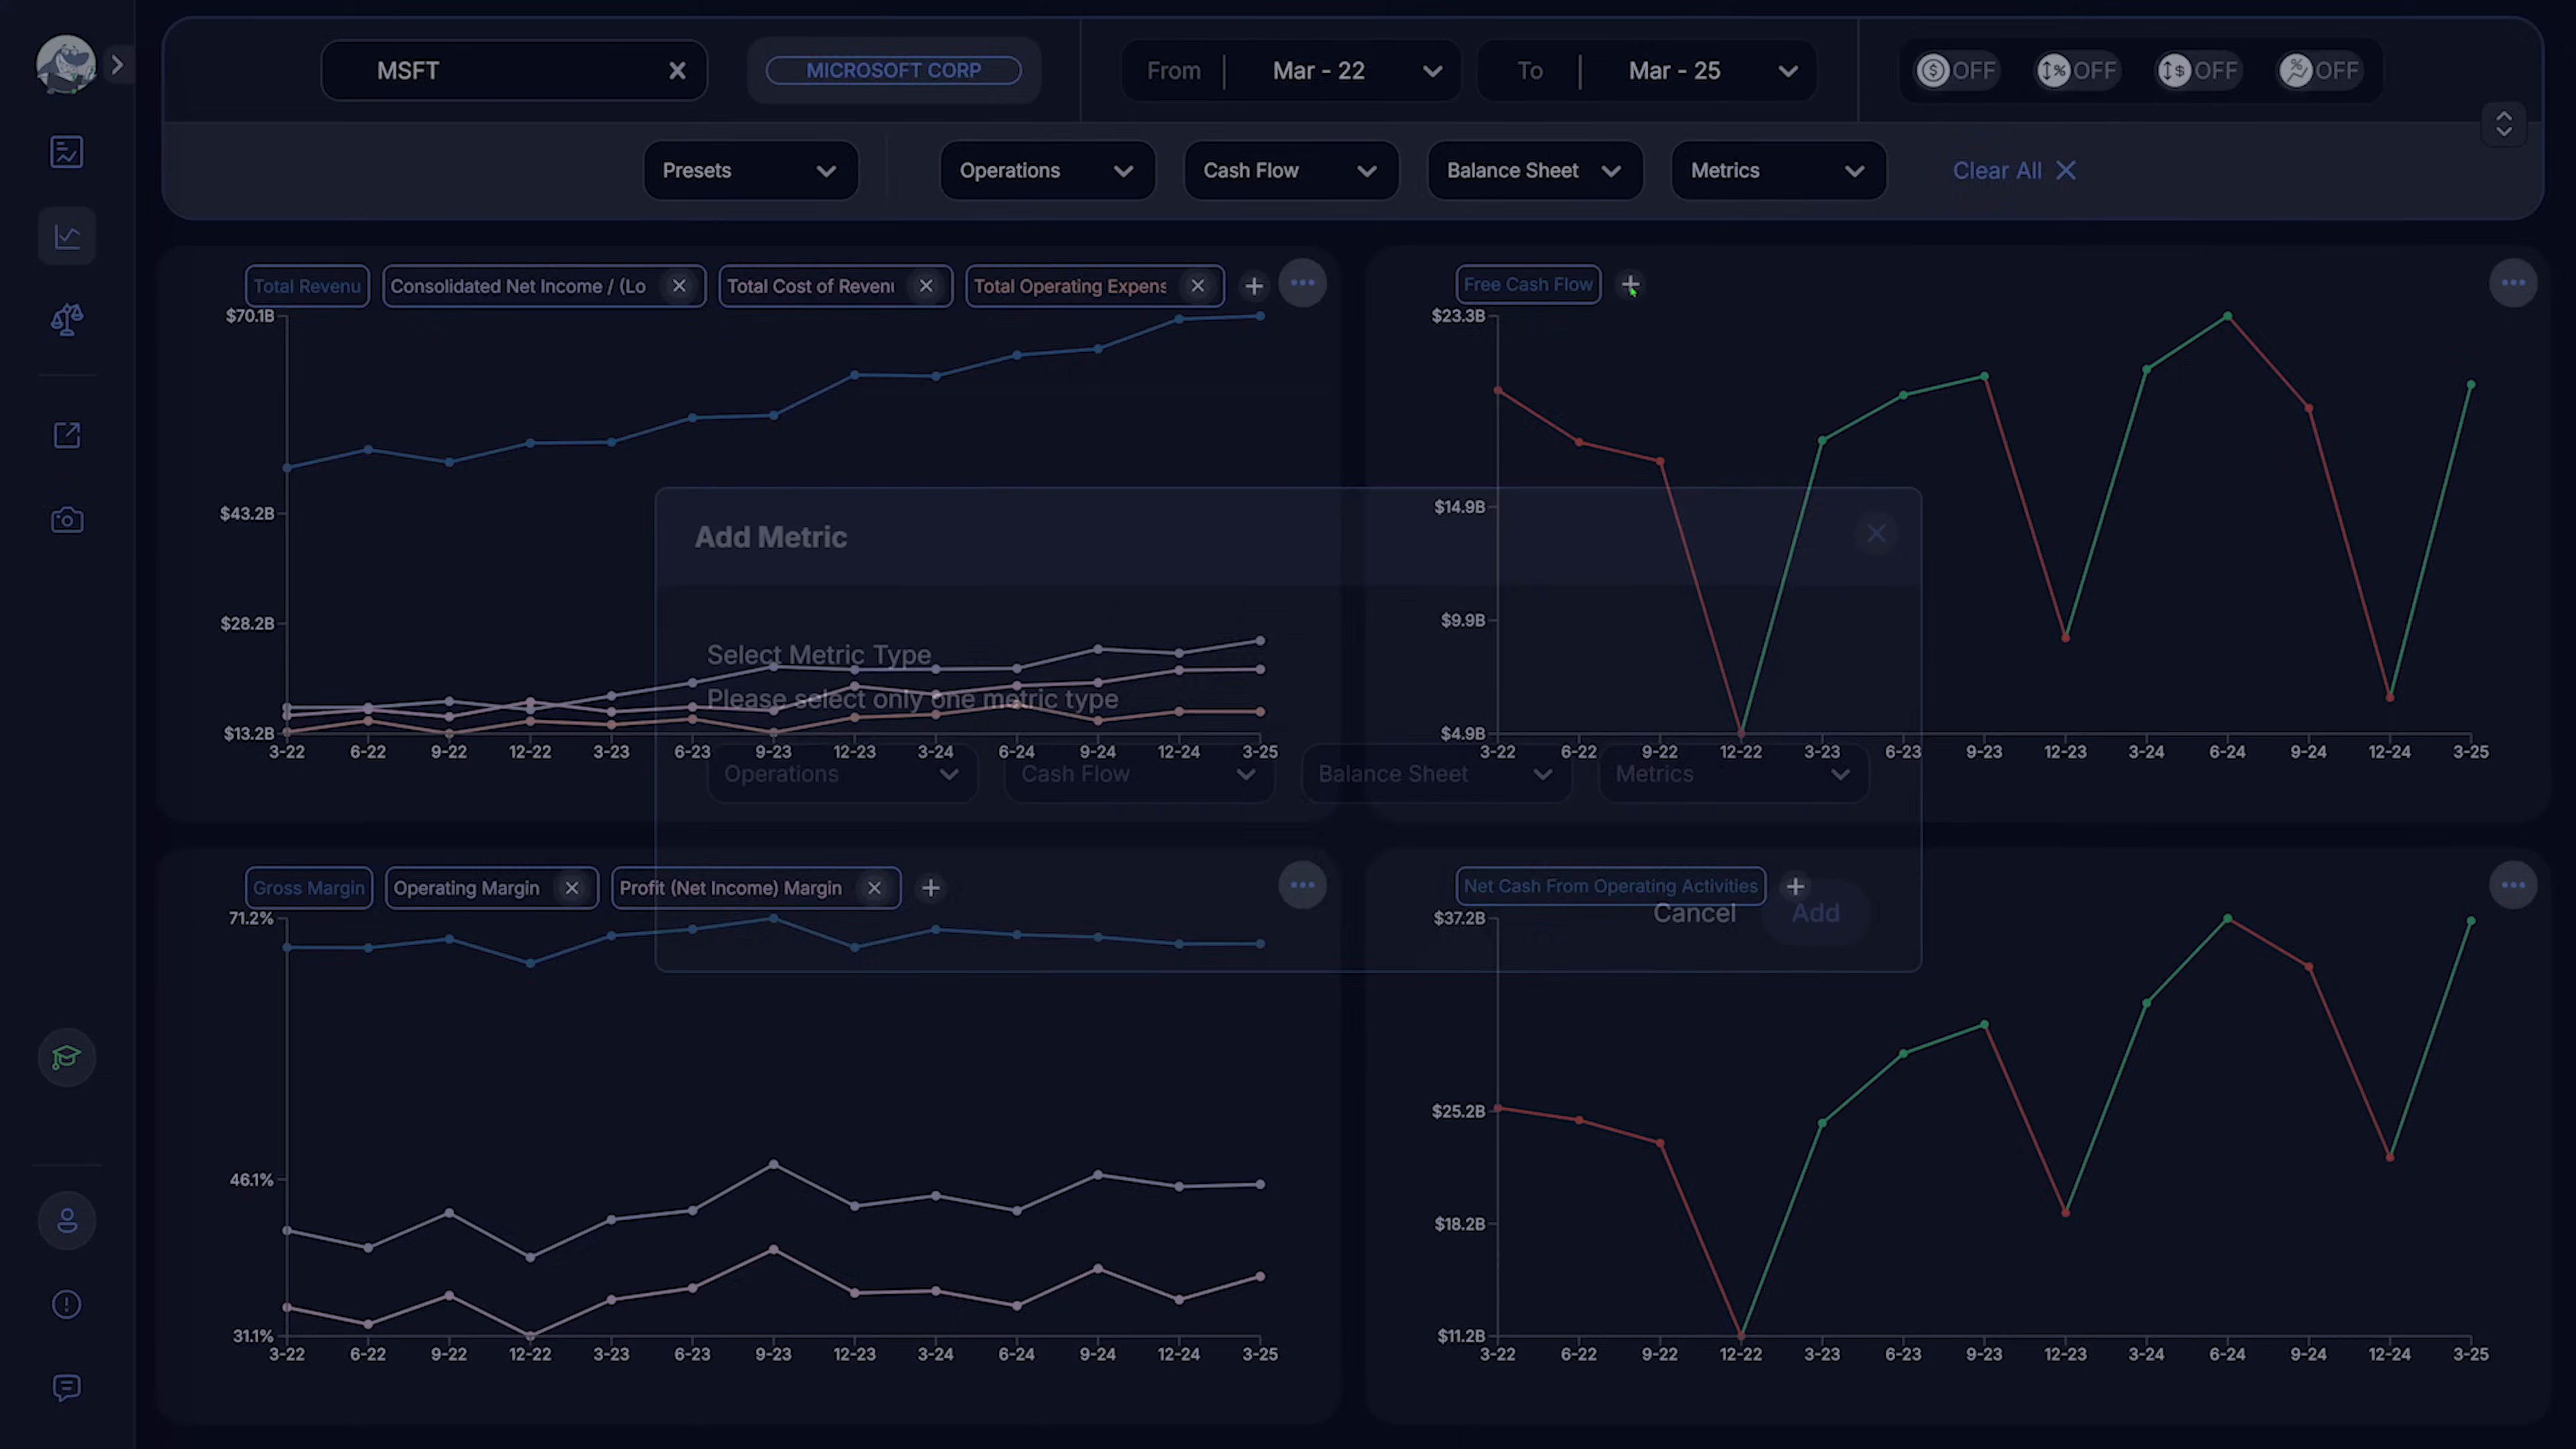 MSFT
MICROSOFT CORP
From Mar - 22
To Mar - 25
OFF OFF OFF OFF
Presets Operations Cash Flow Balance Sheet Metrics Clear All
Total Revenu Consolidated Net Income / (Lo Total Cost of Reven Total Operating Expens
$70.1B
$43.2B
$28.2B
$13.2B
3-22 6-22 9-22 12-22 3-23 6-23 9-23 12-23 3-24 6-24 9-24 12-24 3-25
Free Cash Flow
$23.3B
$14.9B
$9.9B
$4.9B
3-22 6-22 9-22 12-22 3-23 6-23 9-23 12-23 3-24 6-24 9-24 12-24 3-25
Add Metric
Select Metric Type
Please select only one metric type
Operations Cash Flow Balance Sheet Metrics
Cancel Add
Gross Margin Operating Margin Profit (Net Income) Margin
71.2%
46.1%
31.1%
3-22 6-22 9-22 12-22 3-23 6-23 9-23 12-23 3-24 6-24 9-24 12-24 3-25
Net Cash From Operating Activities
$37.2B
$25.2B
$18.2B
$11.2B
3-22 6-22 9-22 12-22 3-23 6-23 9-23 12-23 3-24 6-24 9-24 12-24 3-25